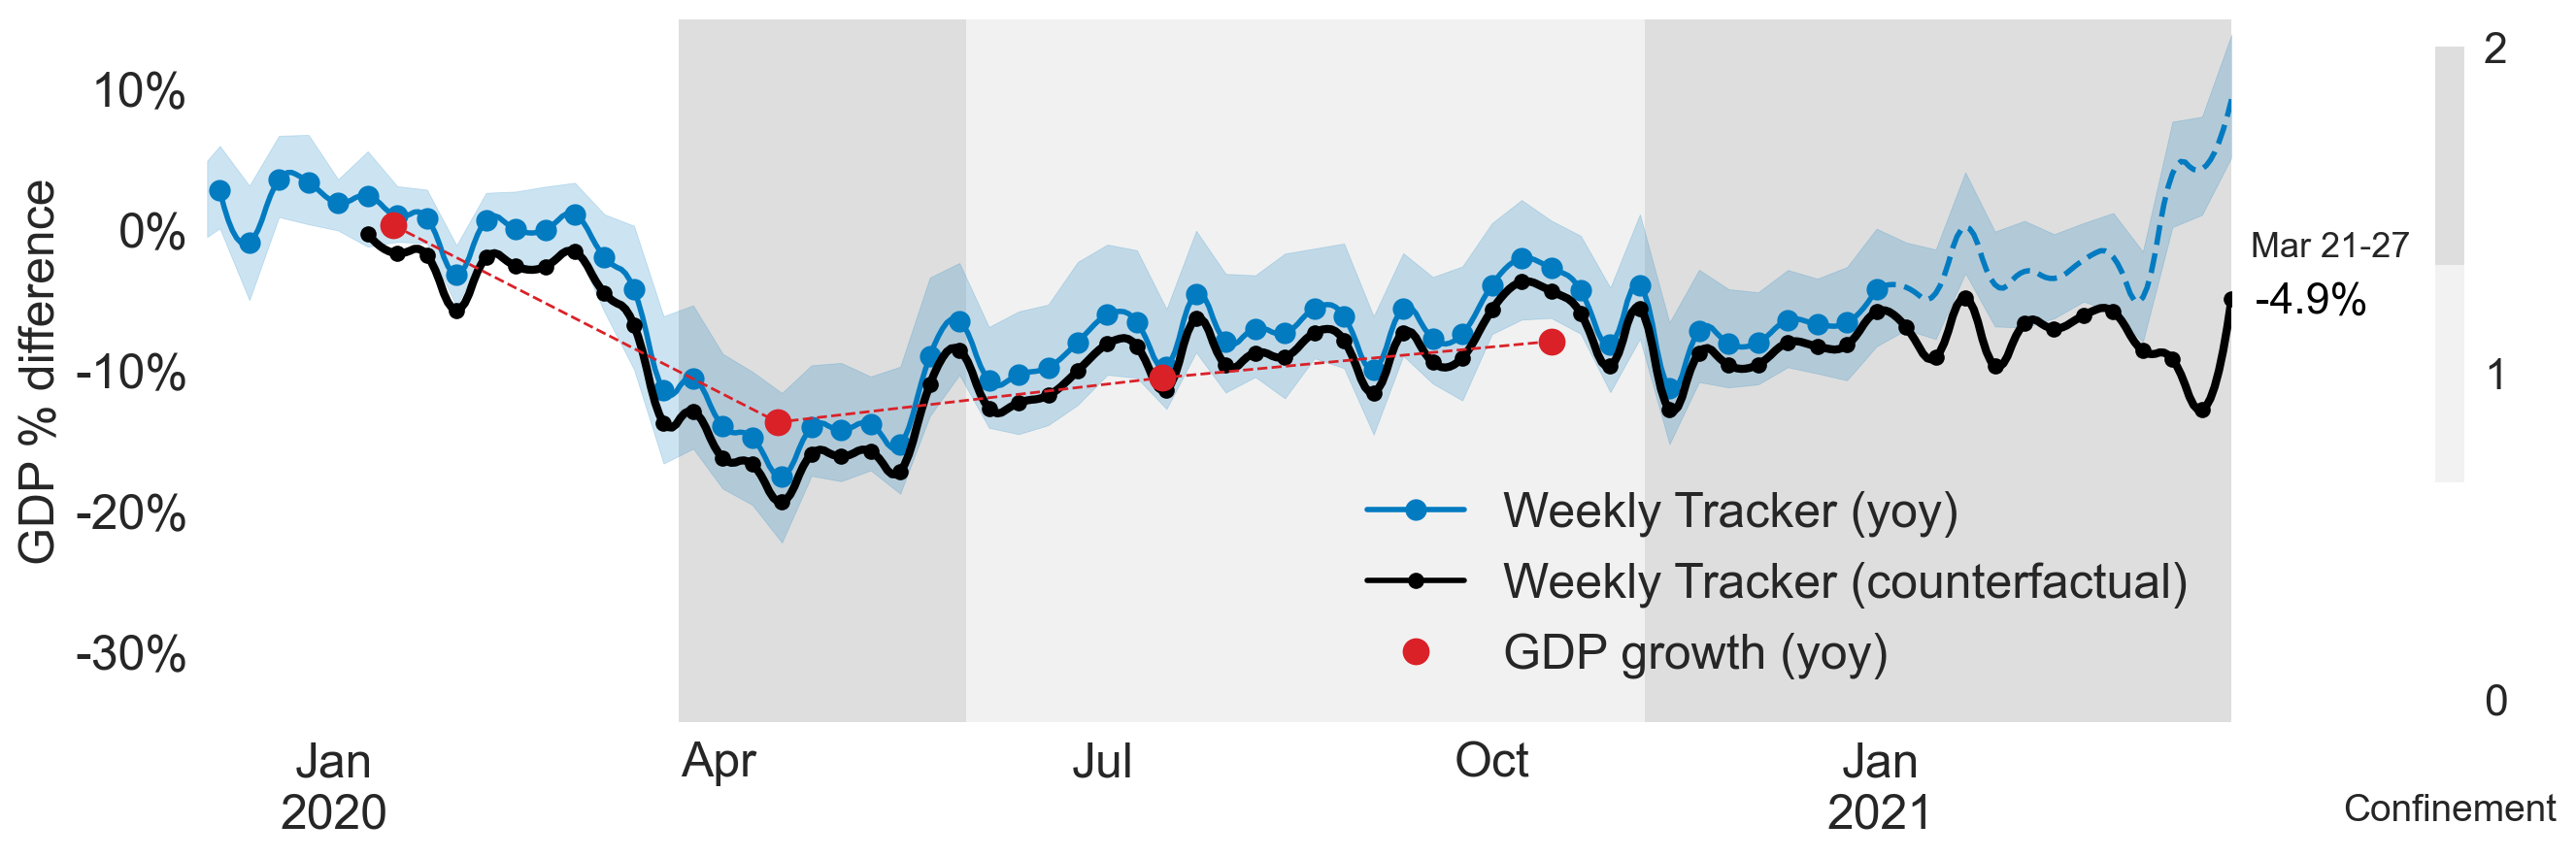 GDP % difference
10%
0%
-10%
-20%
-30%
Jan
2020
Apr
Jul
Oct
Jan
2021
Weekly Tracker (yoy)
Weekly Tracker (counterfactual)
GDP growth (yoy)
Mar 21-27
-4.9%
2
1
0
Confinement